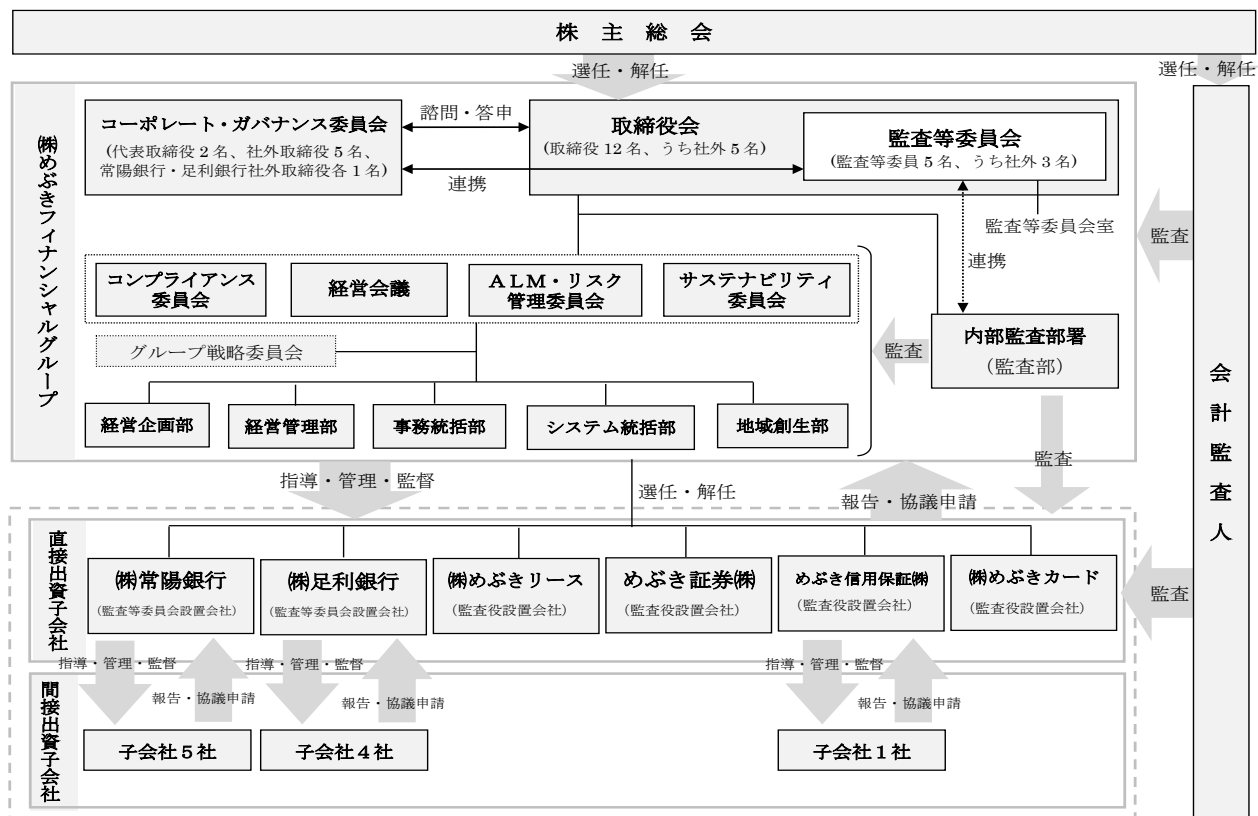 株 主 総 会
選任・解任
選任・解任
㈱めぶきフィナンシャルグループ
コーポレート・ガバナンス委員会
(代表取締役 2 名、社外取締役 5 名、
常陽銀行・足利銀行社外取締役各 1 名)
諮問・答申
連携
取締役会
(取締役 12 名、うち社外 5 名)
監査等委員会
(監査等委員 5 名、うち社外 3 名)
監査等委員会室
連携
監査
コンプライアンス
委員会
経営会議
ALM・リスク
管理委員会
サステナビリティ
委員会
グループ戦略委員会
監査
内部監査部署
(監査部)
経営企画部
経営管理部
事務統括部
システム統括部
地域創生部
会計監査人
指導・管理・監督
選任・解任
報告・協議申請
監査
直接出資子会社
㈱常陽銀行
(監査等委員会設置会社)
㈱足利銀行
(監査等委員会設置会社)
㈱めぶきリース
(監査役設置会社)
めぶき証券㈱
(監査役設置会社)
めぶき信用保証㈱
(監査役設置会社)
㈱めぶきカード
(監査役設置会社)
監査
指導・管理・監督
報告・協議申請
指導・管理・監督
報告・協議申請
指導・管理・監督
報告・協議申請
間接出資子会社
子会社5社
子会社4社
子会社1社